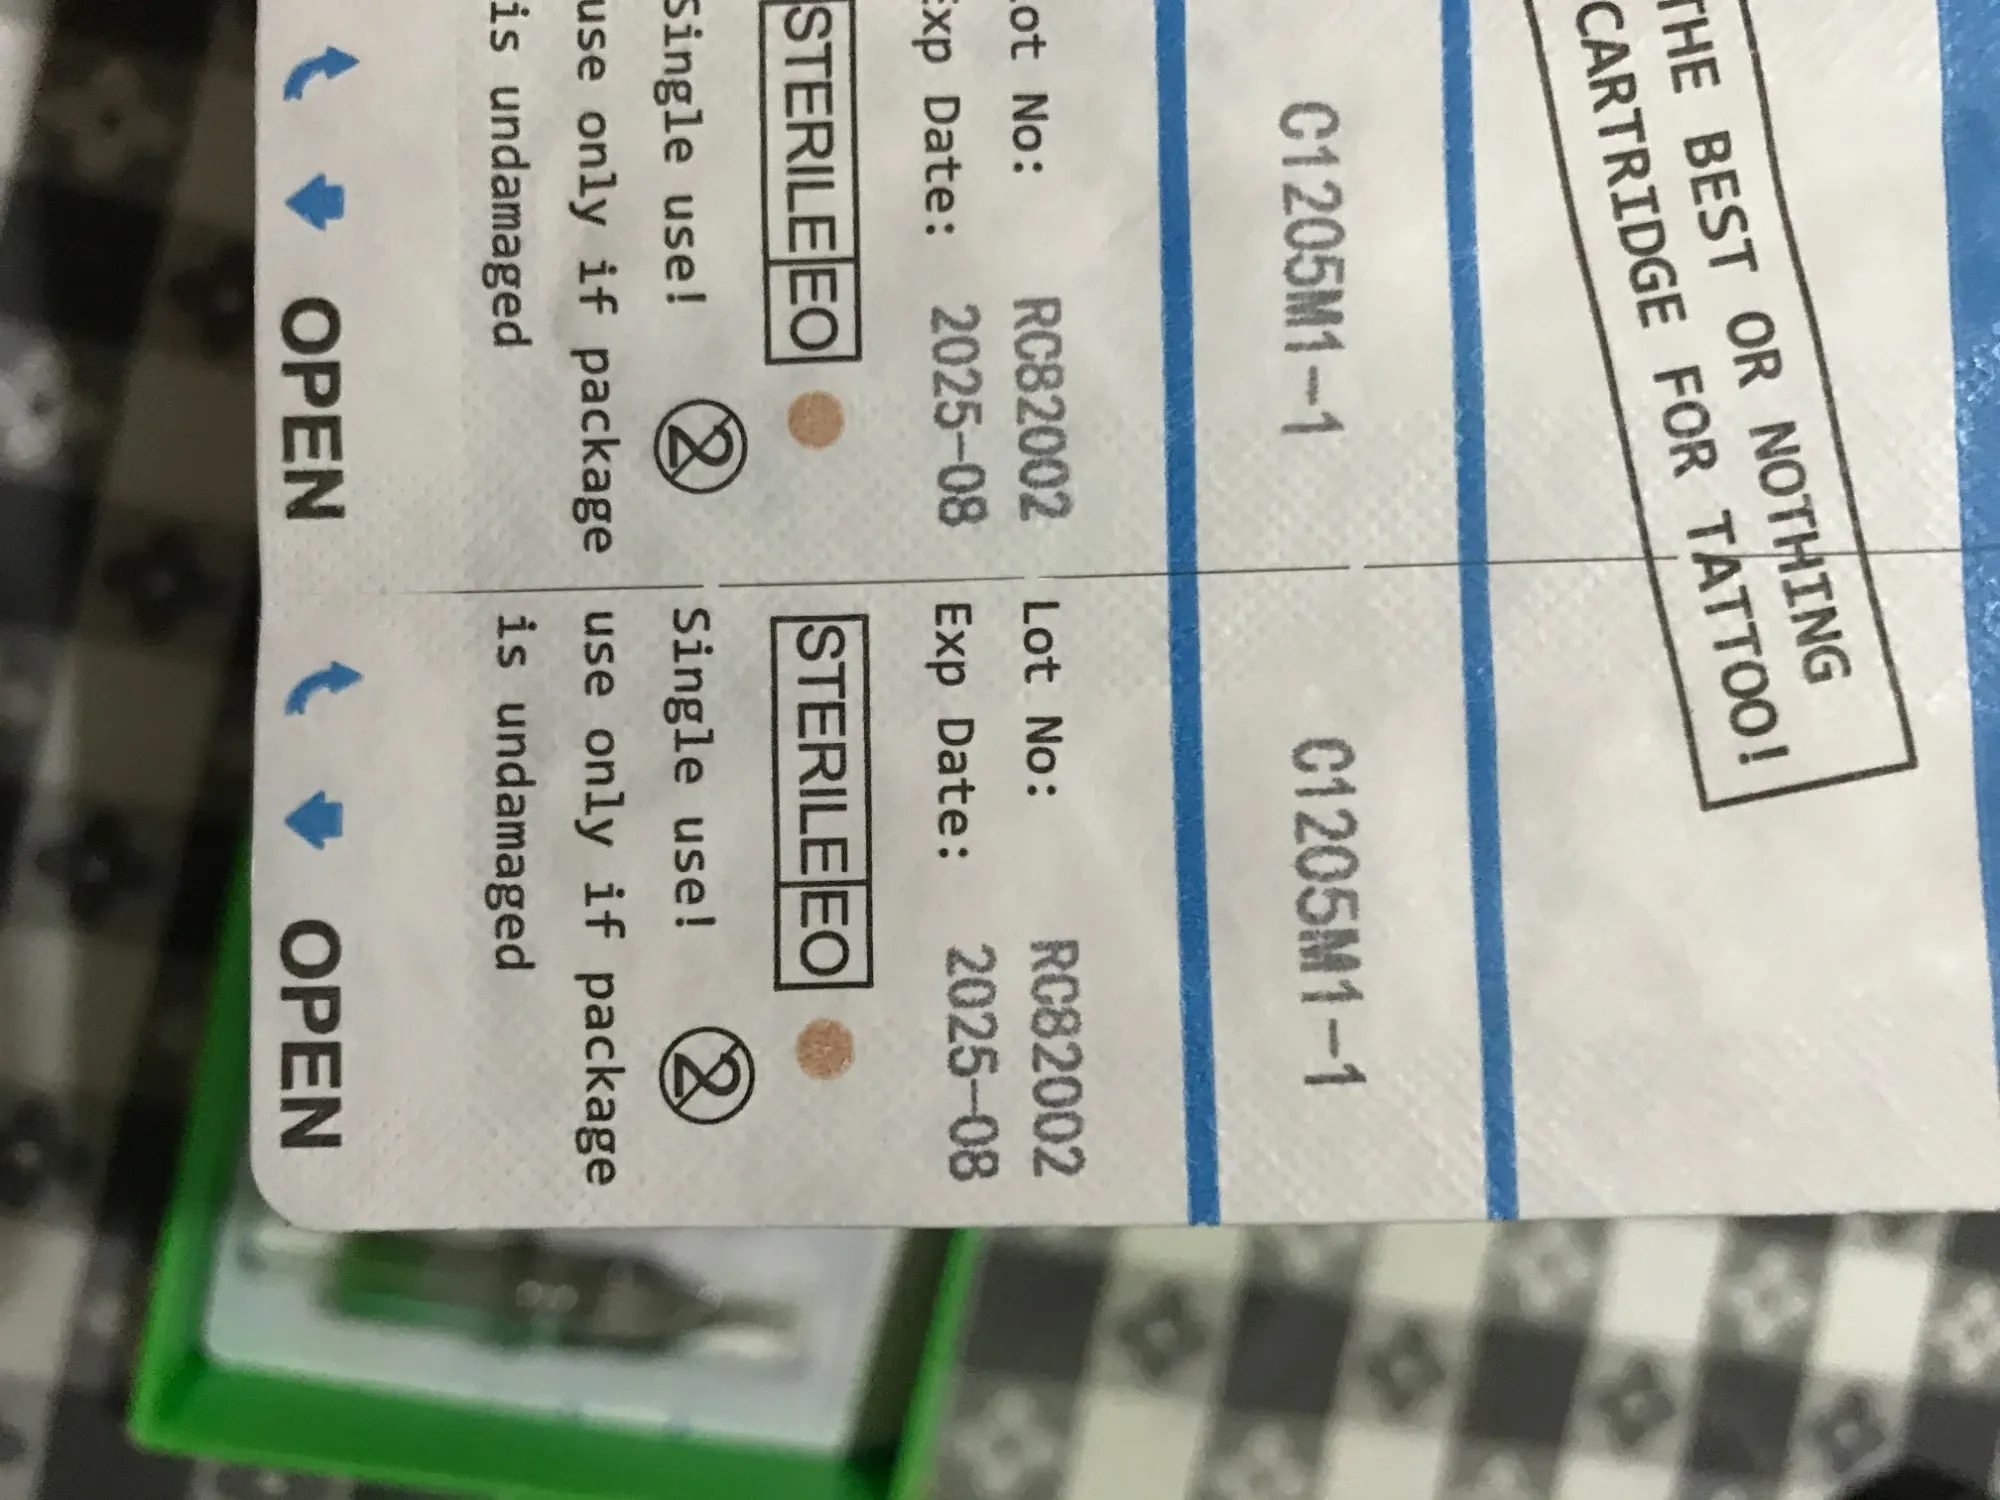 THE BEST OR NOTHING
CARTRIDGE FOR TATTOO!
C1205M1-1
Lot No: RC82002
Exp Date: 2025-08
STERILE EO
Single use! 2
use only if package
is undamaged
OPEN
C1205M1-1
Lot No: RC82002
Exp Date: 2025-08
STERILE EO
Single use! 2
use only if package
is undamaged
OPEN